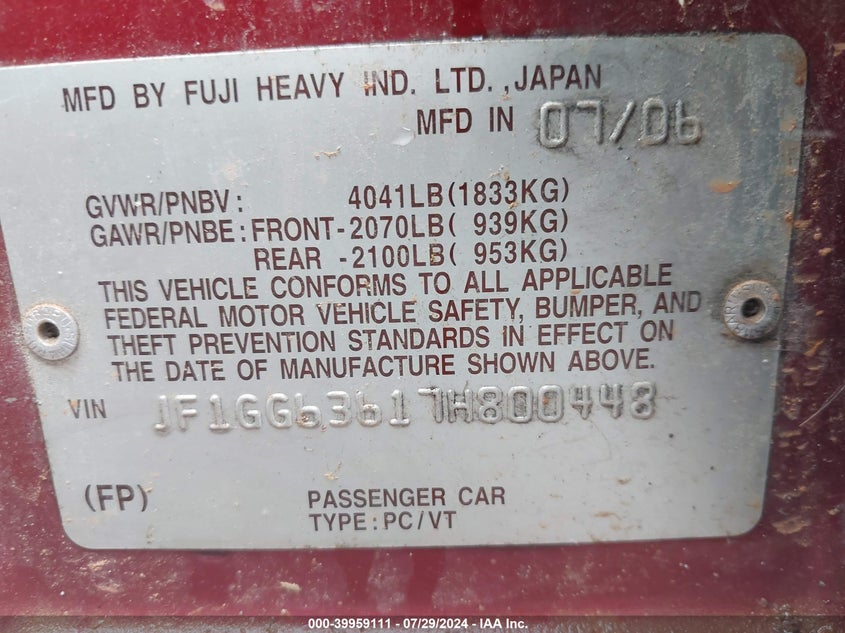 MFD BY FUJI HEAVY IND. LTD., JAPAN
MFD IN 07/06
GVWR/PNBV: 4041LB(1833KG)
GAWR/PNBE: FRONT-2070LB( 939KG)
REAR -2100LB( 953KG)
THIS VEHICLE CONFORMS TO ALL APPLICABLE
FEDERAL MOTOR VEHICLE SAFETY, BUMPER, AND
THEFT PREVENTION STANDARDS IN EFFECT ON
THE DATE OF MANUFACTURE SHOWN ABOVE.
VIN JF1GG63617H800448
(FP) PASSENGER CAR
TYPE: PC/VT
000-39959111 - 07/29/2024 - IAA Inc.